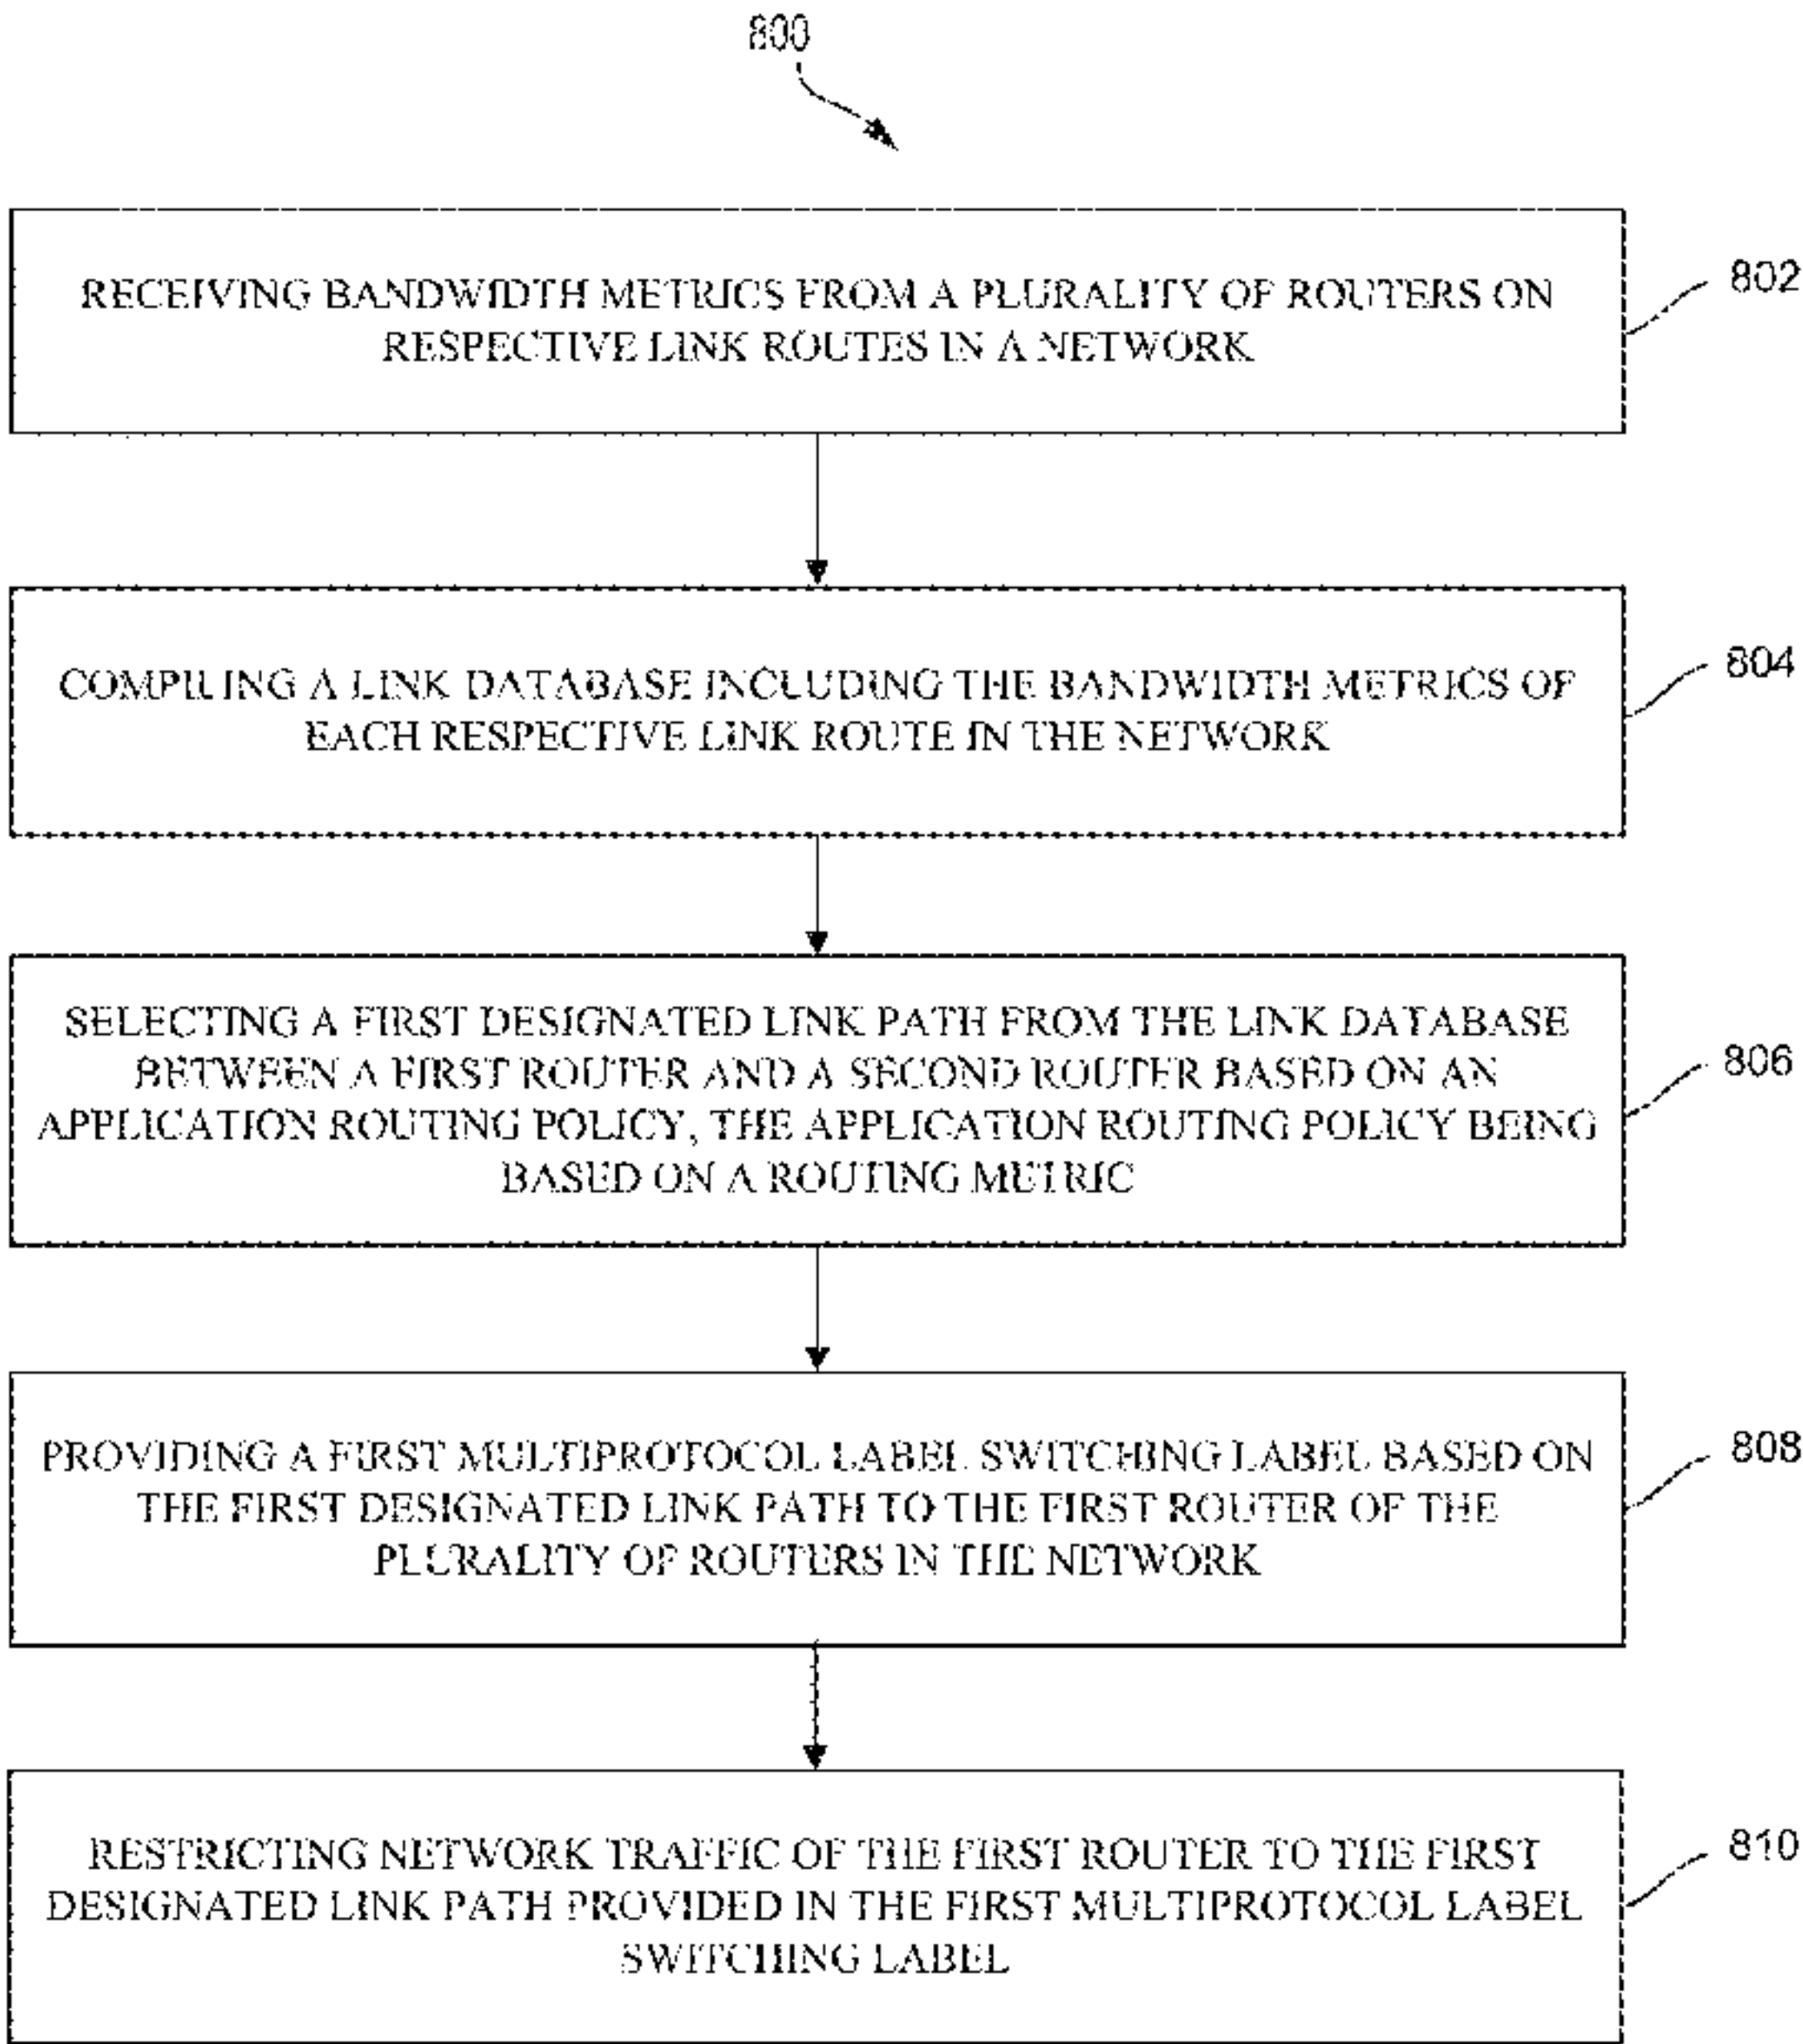 800
RECEIVING BANDWIDTH METRICS FROM A PLURALITY OF ROUTERS ON
RESPECTIVE LINK ROUTES IN A NETWORK
802
COMPILING A LINK DATABASE INCLUDING THE BANDWIDTH METRICS OF
EACH RESPECTIVE LINK ROUTE IN THE NETWORK
804
SELECTING A FIRST DESIGNATED LINK PATH FROM THE LINK DATABASE
BETWEEN A FIRST ROUTER AND A SECOND ROUTER BASED ON AN
APPLICATION ROUTING POLICY, THE APPLICATION ROUTING POLICY BEING
BASED ON A ROUTING METRIC
806
PROVIDING A FIRST MULTIPROTOCOL LABEL SWITCHING LABEL BASED ON
THE FIRST DESIGNATED LINK PATH TO THE FIRST ROUTER OF THE
PLURALITY OF ROUTERS IN THE NETWORK
808
RESTRICTING NETWORK TRAFFIC OF THE FIRST ROUTER TO THE FIRST
DESIGNATED LINK PATH PROVIDED IN THE FIRST MULTIPROTOCOL LABEL
SWITCHING LABEL
810